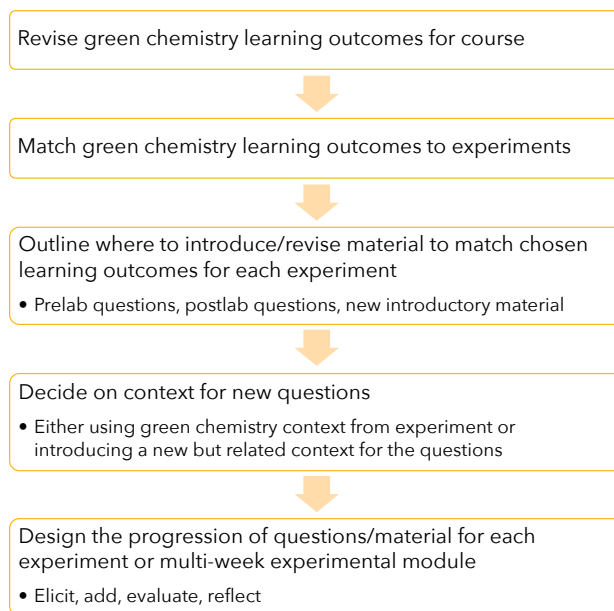 Revise green chemistry learning outcomes for course
Match green chemistry learning outcomes to experiments
Outline where to introduce/revise material to match chosen
learning outcomes for each experiment
• Prelab questions, postlab questions, new introductory material
Decide on context for new questions
• Either using green chemistry context from experiment or
introducing a new but related context for the questions
Design the progression of questions/material for each
experiment or multi-week experimental module
• Elicit, add, evaluate, reflect